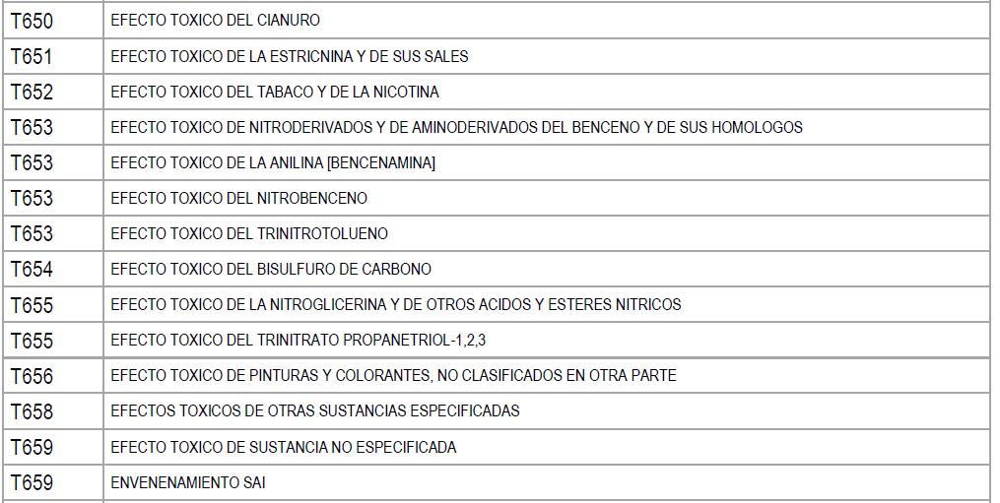 T650 EFECTO TOXICO DEL CIANURO
T651 EFECTO TOXICO DE LA ESTRICNINA Y DE SUS SALES
T652 EFECTO TOXICO DEL TABACO Y DE LA NICOTINA
T653 EFECTO TOXICO DE NITRODERIVADOS Y DE AMINODERIVADOS DEL BENCENO Y DE SUS HOMOLOGOS
T653 EFECTO TOXICO DE LA ANILINA [BENCENAMINA]
T653 EFECTO TOXICO DEL NITROBENCENO
T653 EFECTO TOXICO DEL TRINITROTOLUENO
T654 EFECTO TOXICO DEL BISULFURO DE CARBONO
T655 EFECTO TOXICO DE LA NITROGLICERINA Y DE OTROS ACIDOS Y ESTERES NITRICOS
T655 EFECTO TOXICO DEL TRINITRATO PROPANETRIOL-1,2,3
T656 EFECTO TOXICO DE PINTURAS Y COLORANTES, NO CLASIFICADOS EN OTRA PARTE
T658 EFECTOS TOXICOS DE OTRAS SUSTANCIAS ESPECIFICADAS
T659 EFECTO TOXICO DE SUSTANCIA NO ESPECIFICADA
T659 ENVENENAMIENTO SAI